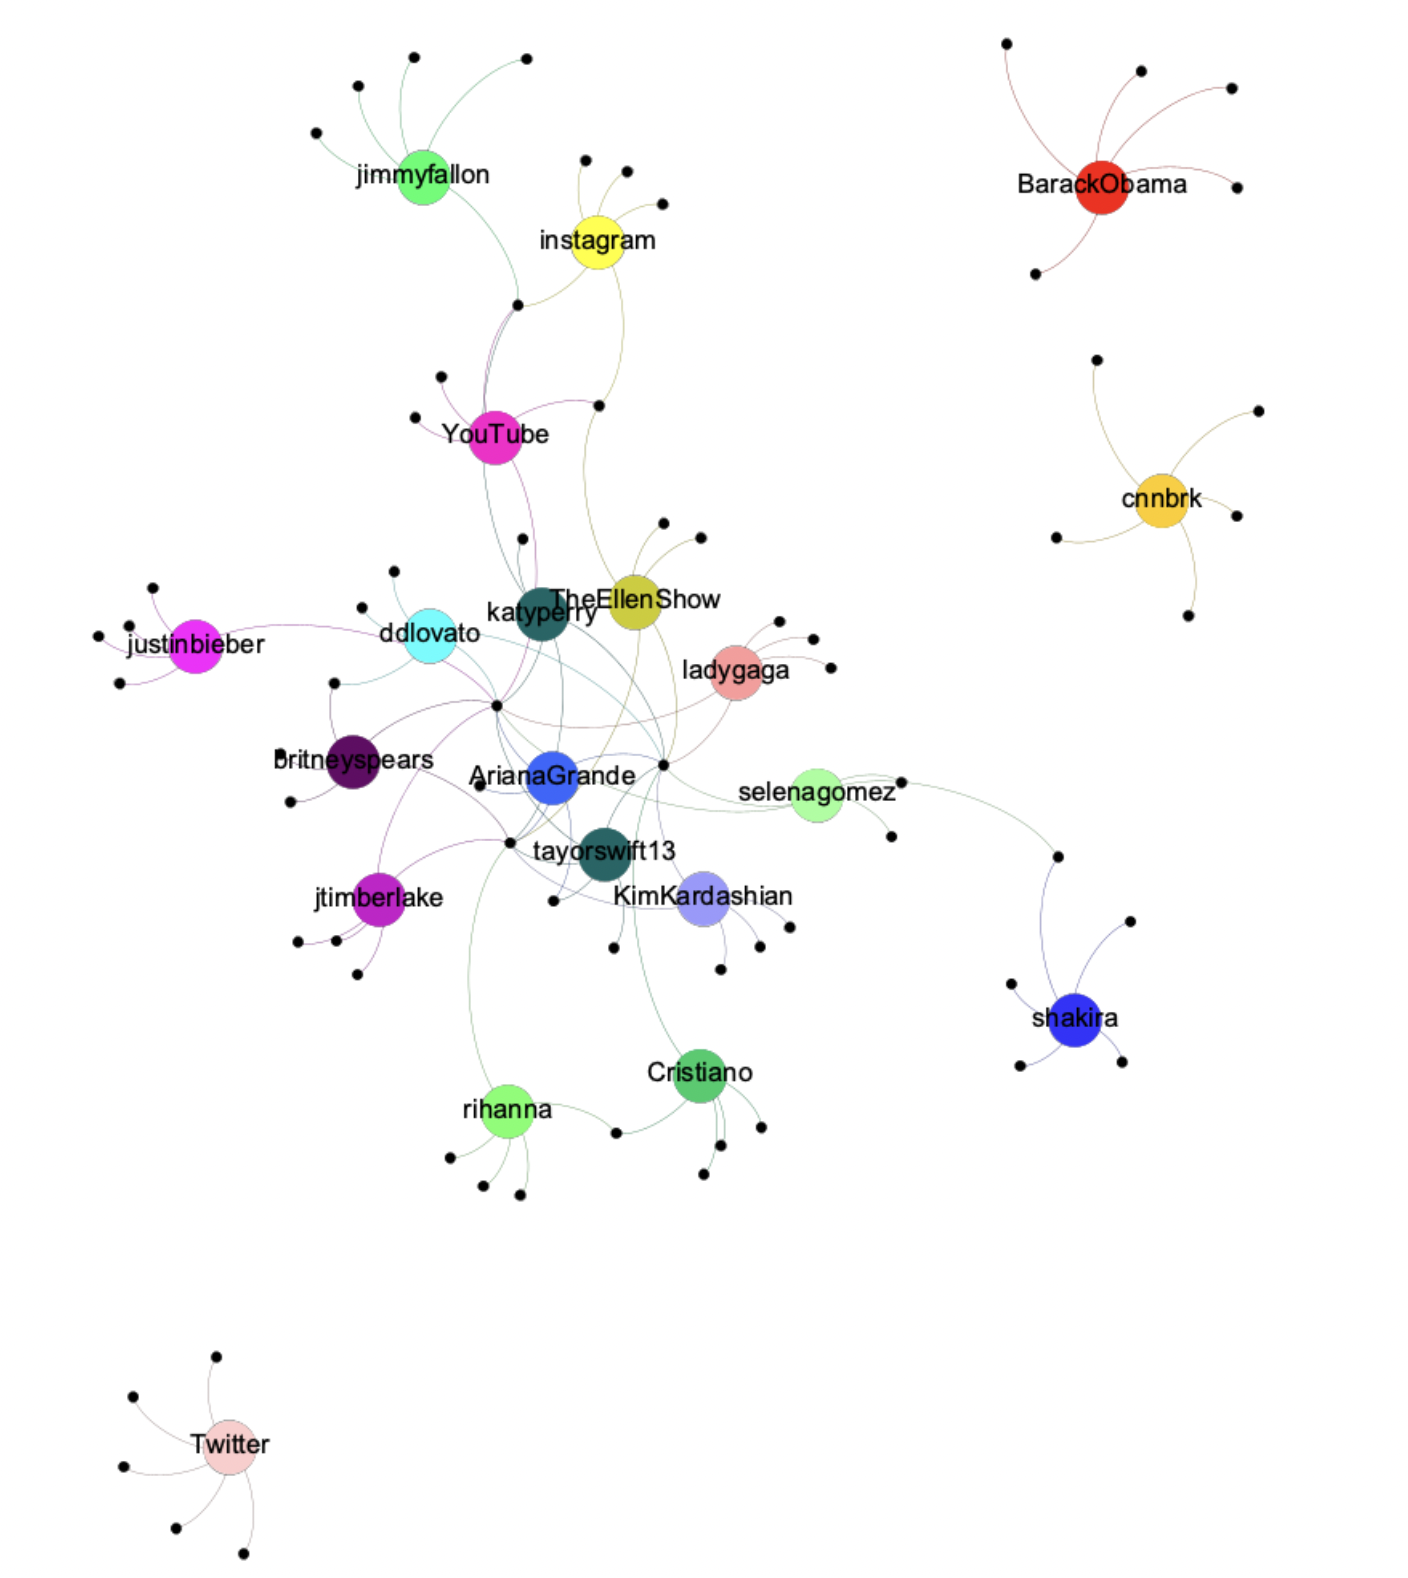 jimmyfallon
BarackObama
instagram
YouTube
cnnbrk
TheEllenShow
katyperry
ddlovato
justinbieber
ladygaga
britneyspears
ArianaGrande
selenagomez
tayorswift13
KimKardashian
jtimberlake
shakira
Cristiano
rihanna
Twitter